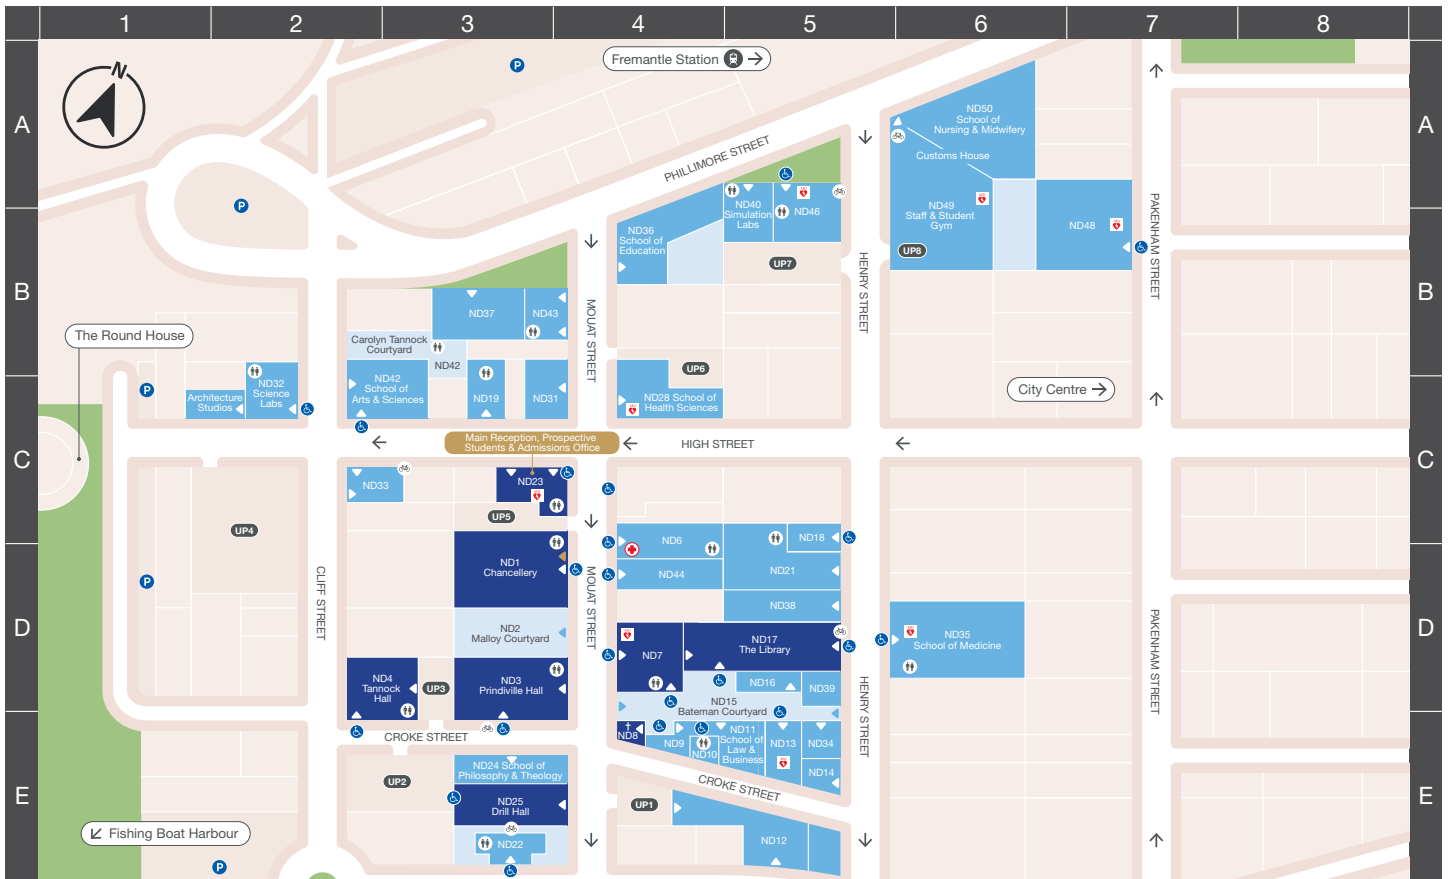 1 2 3 4 5 6 7 8
N
P
Fremantle Station
A
A
ND50
School of
Nursing & Midwifery
Customs House
PHILLIMORE STREET
ND40
Simulation
Labs
ND46
ND49
Staff & Student
Gym
ND48
P
ND36
School of
Education
UP7
UP8
PAKENHAM STREET
HENRY STREET
B
B
ND37
ND43
MOUAT STREET
The Round House
Carolyn Tannock
Courtyard
ND42
UP6
P
Architecture
Studios
ND32
Science
Labs
ND42
School of
Arts & Sciences
ND19
ND31
ND28 School of
Health Sciences
City Centre
Main Reception, Prospective
Students & Admissions Office
HIGH STREET
C
C
ND33
ND23
UP5
UP4
ND6
ND18
ND1
Chancellery
ND44
ND21
P
CLIFF STREET
MOUAT STREET
ND38
D
D
ND2
Malloy Courtyard
ND7
ND17
The Library
ND35
School of Medicine
PAKENHAM STREET
ND4
Tannock
Hall
UP3
ND3
Prindiville Hall
ND16
ND39
HENRY STREET
ND15
Bateman Courtyard
CROKE STREET
ND8
ND9
ND10
ND11
School of
Law &
Business
ND13
ND34
ND14
ND24 School of
Philosophy & Theology
UP2
CROKE STREET
E
E
ND25
Drill Hall
UP1
Fishing Boat Harbour
ND22
ND12
P